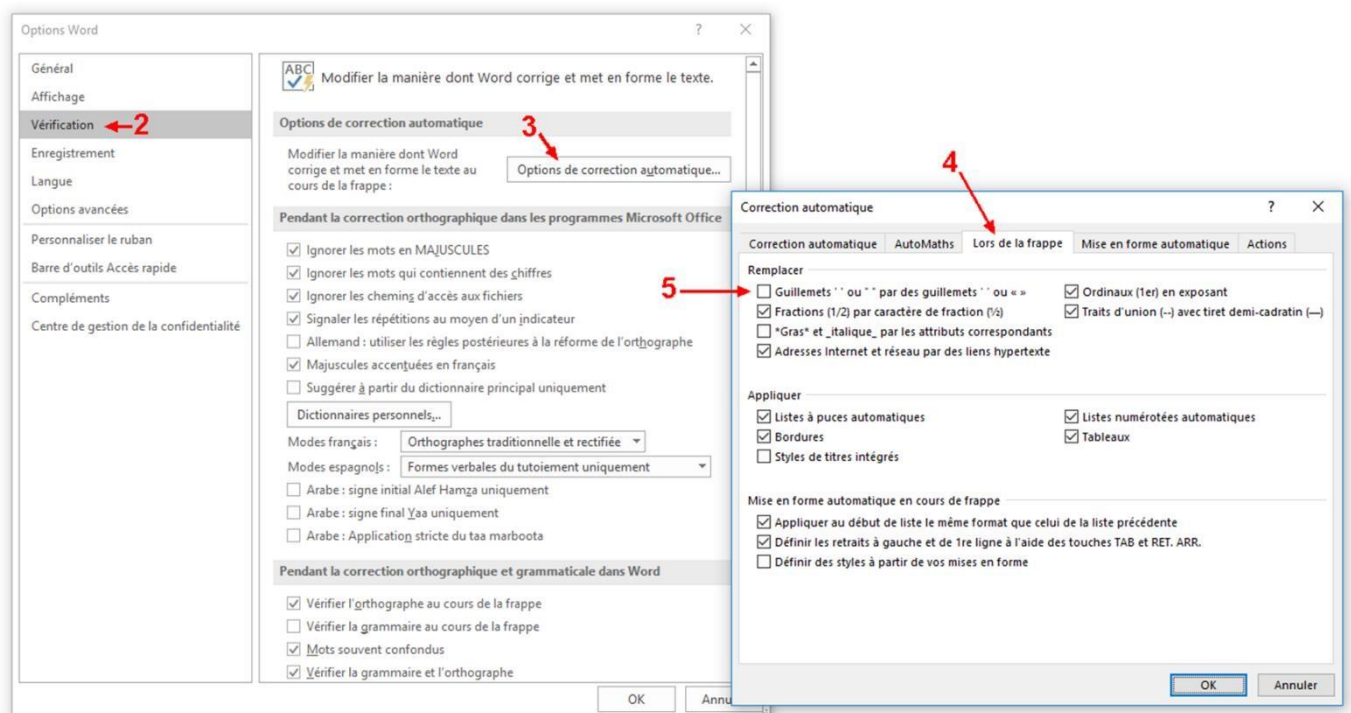 Options Word
?
×
Général
Affichage
Vérification
2
Enregistrement
Langue
Options avancées
Personnaliser le ruban
Barre d'outils Accès rapide
Compléments
Centre de gestion de la confidentialité
ABC
Modifier la manière dont Word corrige et met en forme le texte.
Options de correction automatique
3
Modifier la manière dont Word
corrige et met en forme le texte au
cours de la frappe :
Options de correction automatique...
Pendant la correction orthographique dans les programmes Microsoft Office
Ignorer les mots en MAJUSCULES
Ignorer les mots qui contiennent des chiffres
Ignorer les chemins d'accès aux fichiers
Signaler les répétitions au moyen d'un indicateur
Allemand : utiliser les règles postérieures à la réforme de l'orthographe
Majuscules accentuées en français
Suggérer à partir du dictionnaire principal uniquement
Dictionnaires personnels...
Modes français : Orthographes traditionnelle et rectifiée
Modes espagnols : Formes verbales du tutoiement uniquement
Arabe : signe initial Alef Hamza uniquement
Arabe : signe final Yaa uniquement
Arabe : Application stricte du taa marboota
Pendant la correction orthographique et grammaticale dans Word
Vérifier l'orthographe au cours de la frappe
Vérifier la grammaire au cours de la frappe
Mots souvent confondus
Vérifier la grammaire et l'orthographe
OK
Annu
4
Correction automatique
?
×
Correction automatique
AutoMaths
Lors de la frappe
Mise en forme automatique
Actions
Remplacer
5
Guillemets ' ' ou " " par des guillemets ' ' ou « »
Ordinaux (1er) en exposant
Fractions (1/2) par caractère de fraction (½)
Traits d'union (--) avec tiret demi-cadratin (—)
*Gras* et _italique_ par les attributs correspondants
Adresses Internet et réseau par des liens hypertexte
Appliquer
Listes à puces automatiques
Listes numérotées automatiques
Bordures
Tableaux
Styles de titres intégrés
Mise en forme automatique en cours de frappe
Appliquer au début de liste le même format que celui de la liste précédente
Définir les retraits à gauche et de 1re ligne à l'aide des touches TAB et RET. ARR.
Définir des styles à partir de vos mises en forme
OK
Annuler